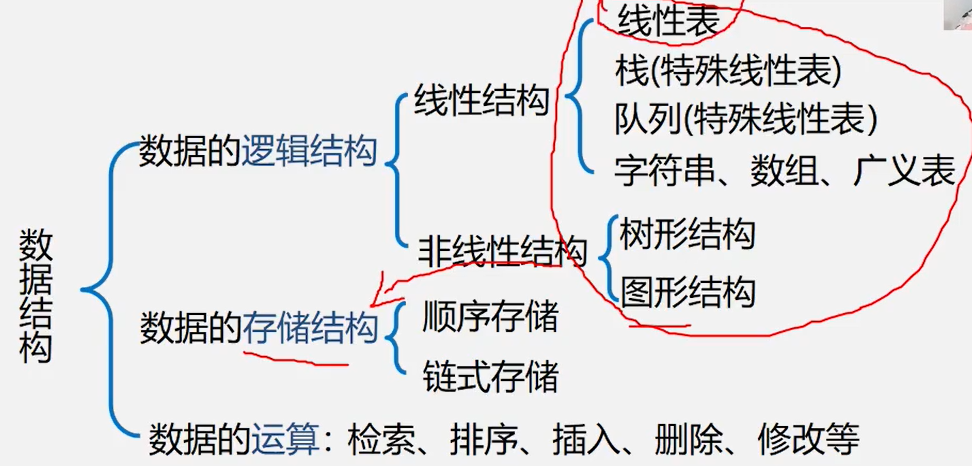 线性表
栈(特殊线性表)
线性结构
队列(特殊线性表)
数据的逻辑结构
字符串、数组、广义表
数据结构
树形结构
非线性结构
图形结构
数据的存储结构
顺序存储
链式存储
数据的运算：检索、排序、插入、删除、修改等